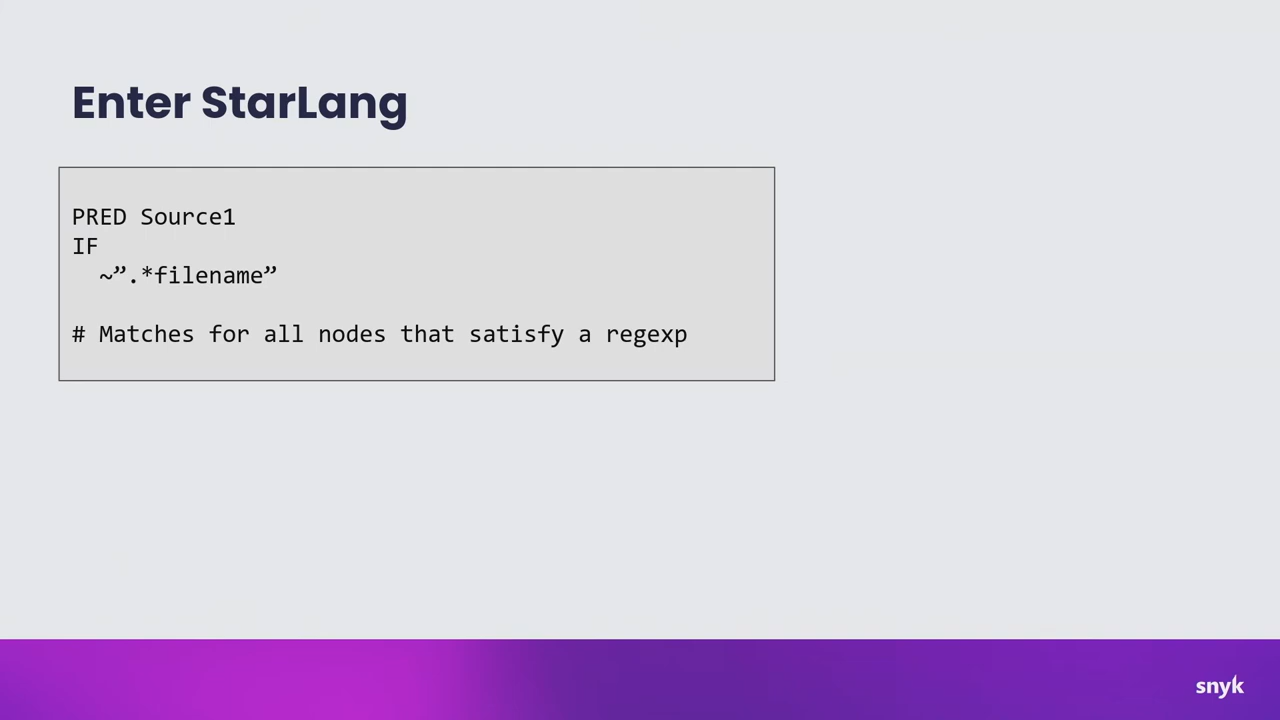 Enter StarLang
PRED Source1
IF
~”.*filename”
# Matches for all nodes that satisfy a regexp
snyk